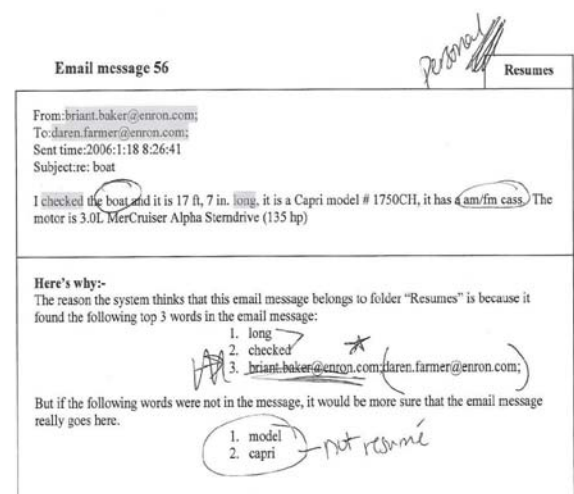 Personal
Email message 56
Resumes
From:briant.baker@enron.com;
To:daren.farmer@enron.com;
Sent time:2006:1:18 8:26:41
Subject:re: boat
I checked the boat and it is 17 ft, 7 in. long, it is a Capri model # 1750CH, it has a am/fm cass. The
motor is 3.0L MerCruiser Alpha Sterndrive (135 hp)
Here's why:-
The reason the system thinks that this email message belongs to folder “Resumes” is because it
found the following top 3 words in the email message:
1. long
2. checked
3. briant.baker@enron.com;daren.farmer@enron.com;
But if the following words were not in the message, it would be more sure that the email message
really goes here.
1. model
2. capri
not resumé